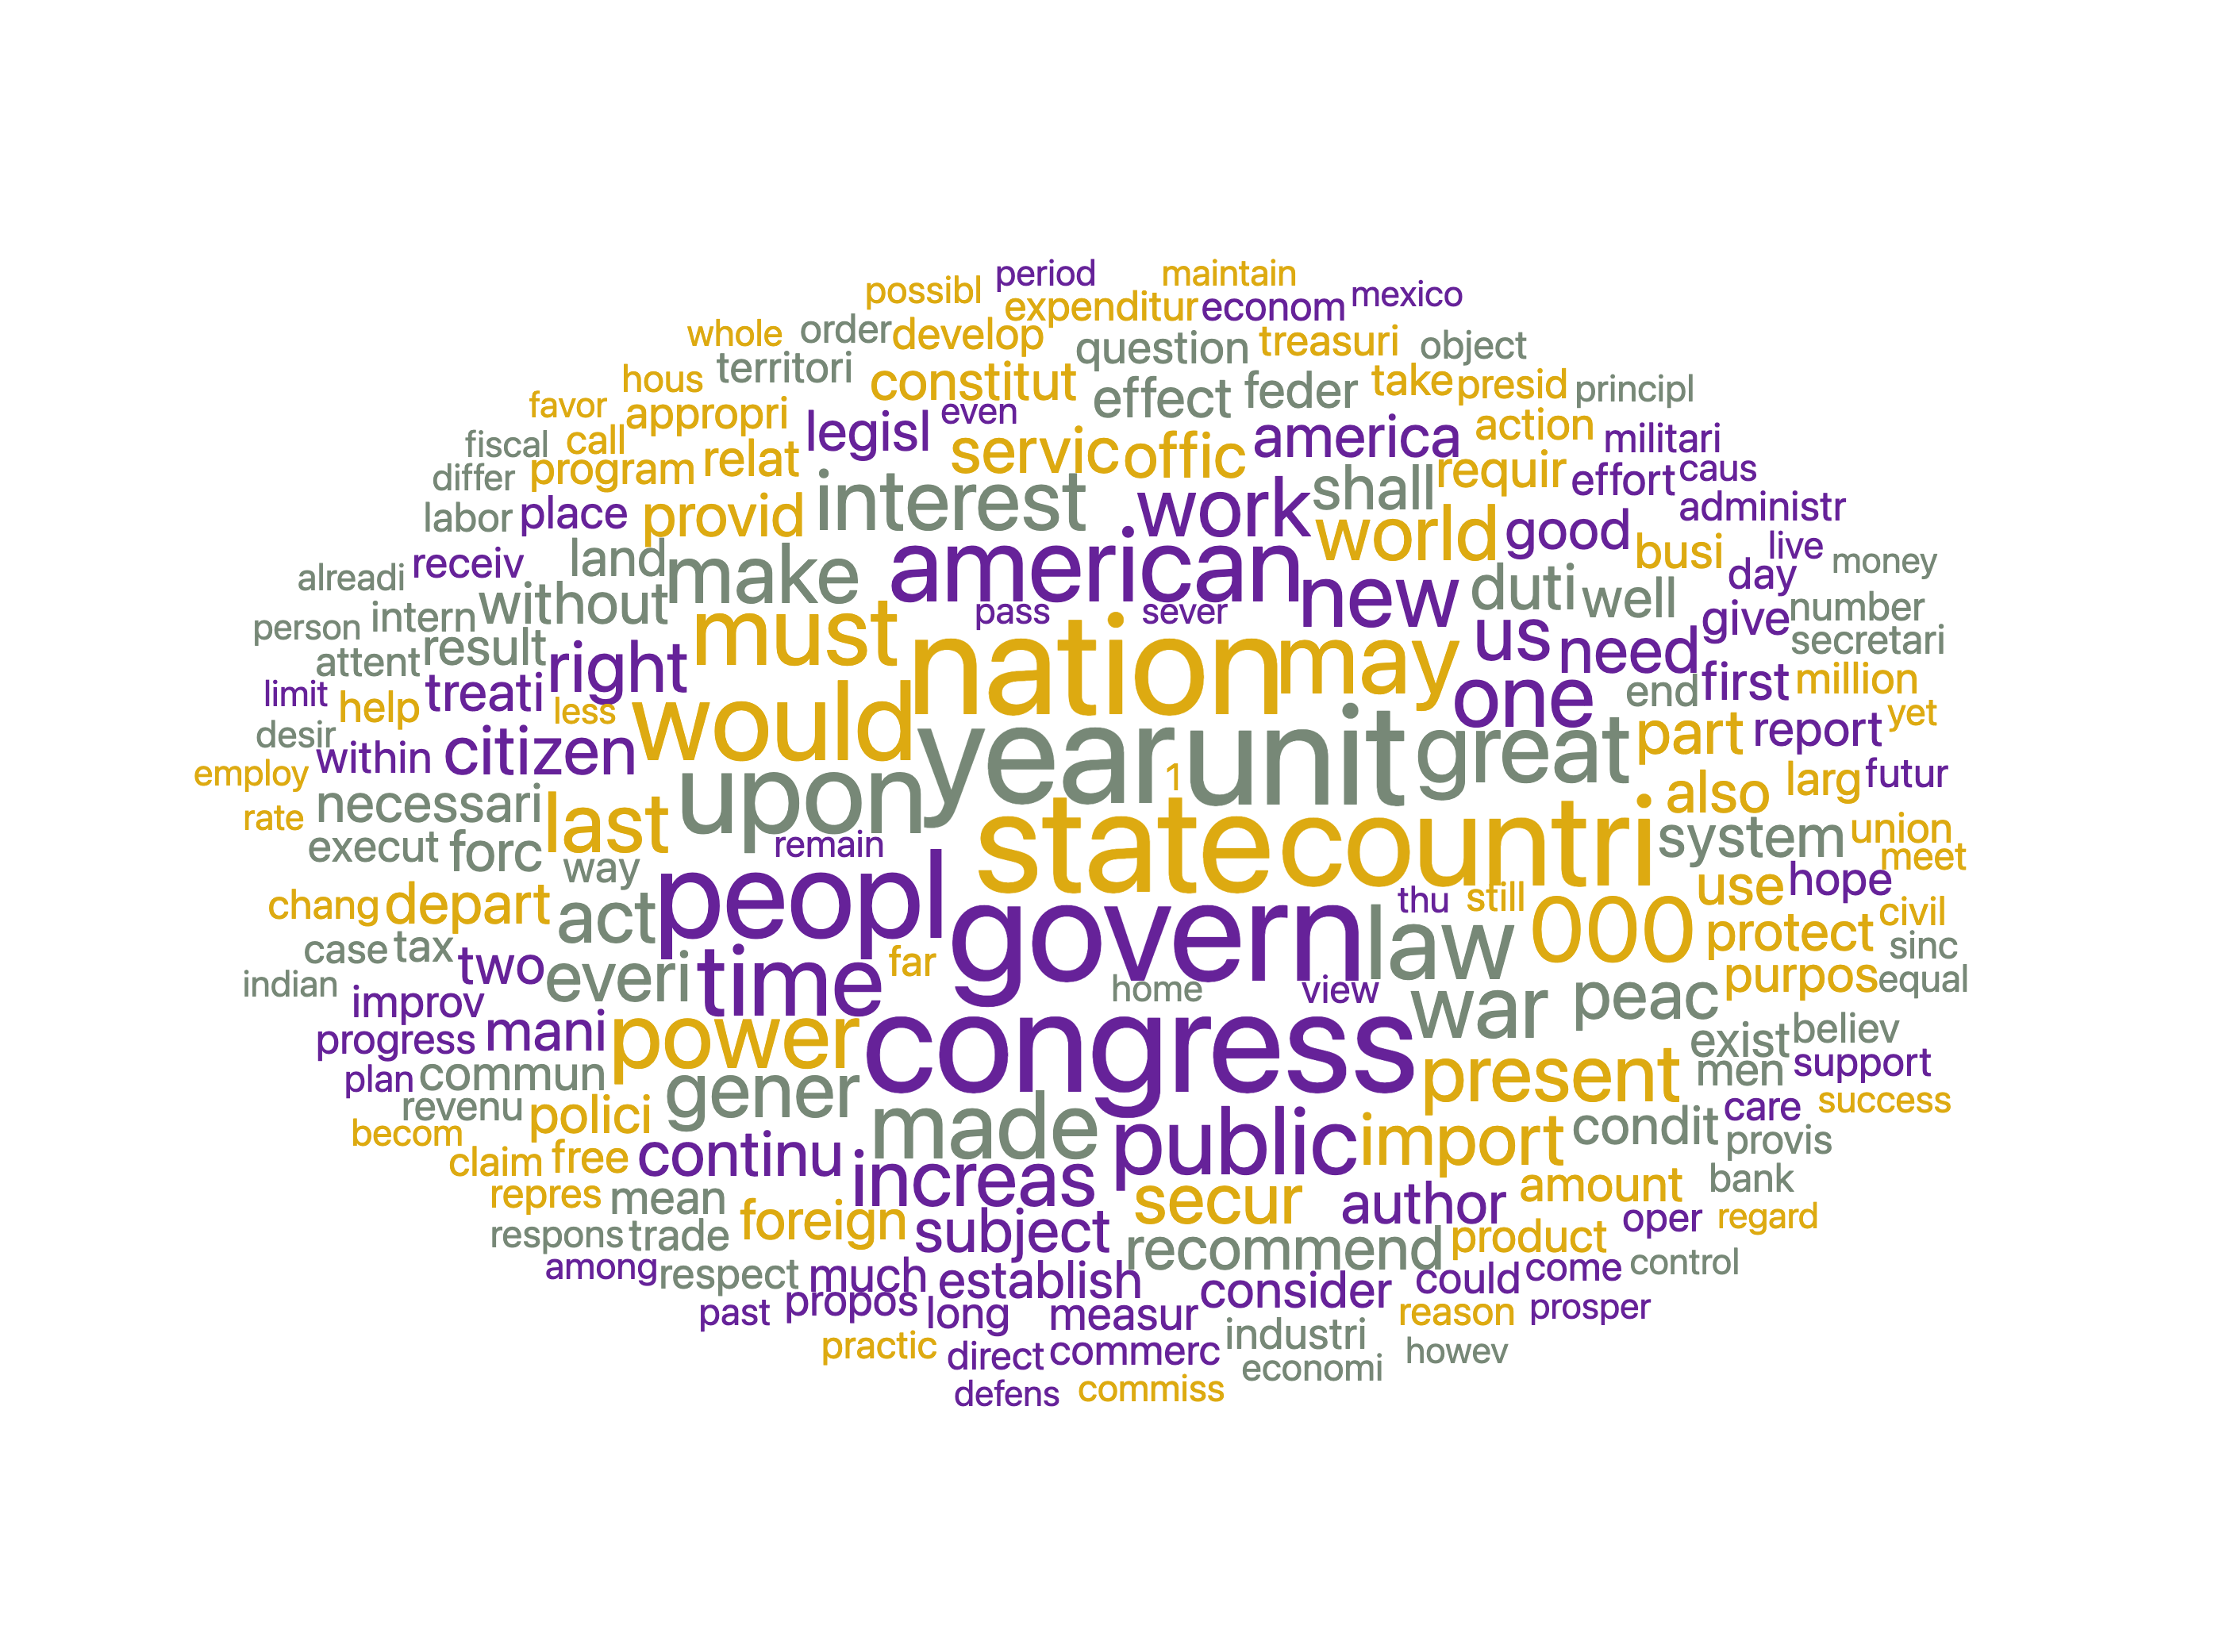 period maintain
possibl expenditur econom mexico
whole order develop question treasuri object
hous territori constitut effect feder take presid principl
favor appropri legisl even america action militari
fiscal call program relat servic offic requir effort caus
differ labor place provid interest work shall world good busi administr
alreadi receiv land make american new duti well day live money
person intern without pass sever give number
attent result right must nation may us need secretari
limit help treati less would one end first million
desir within citizen upon year unit great part report yet
employ necessari last 1 also larg futur
rate execut forc way remain state countri system union meet
chang depart act peopl govern thu still 000 use hope civil
case tax two everi time far law protect sinc
indian improv home view war peac purpos equal
progress mani power congress present exist believ
plan commun gener men support
revenu polici made public import condit care success
becom claim free continu increas provis
repres mean foreign secur author amount bank
respons trade subject recommend product oper regard
among respect much establish consider could come control
past propos long measur reason prosper
practic direct commerc industri howev
economi
defens commiss